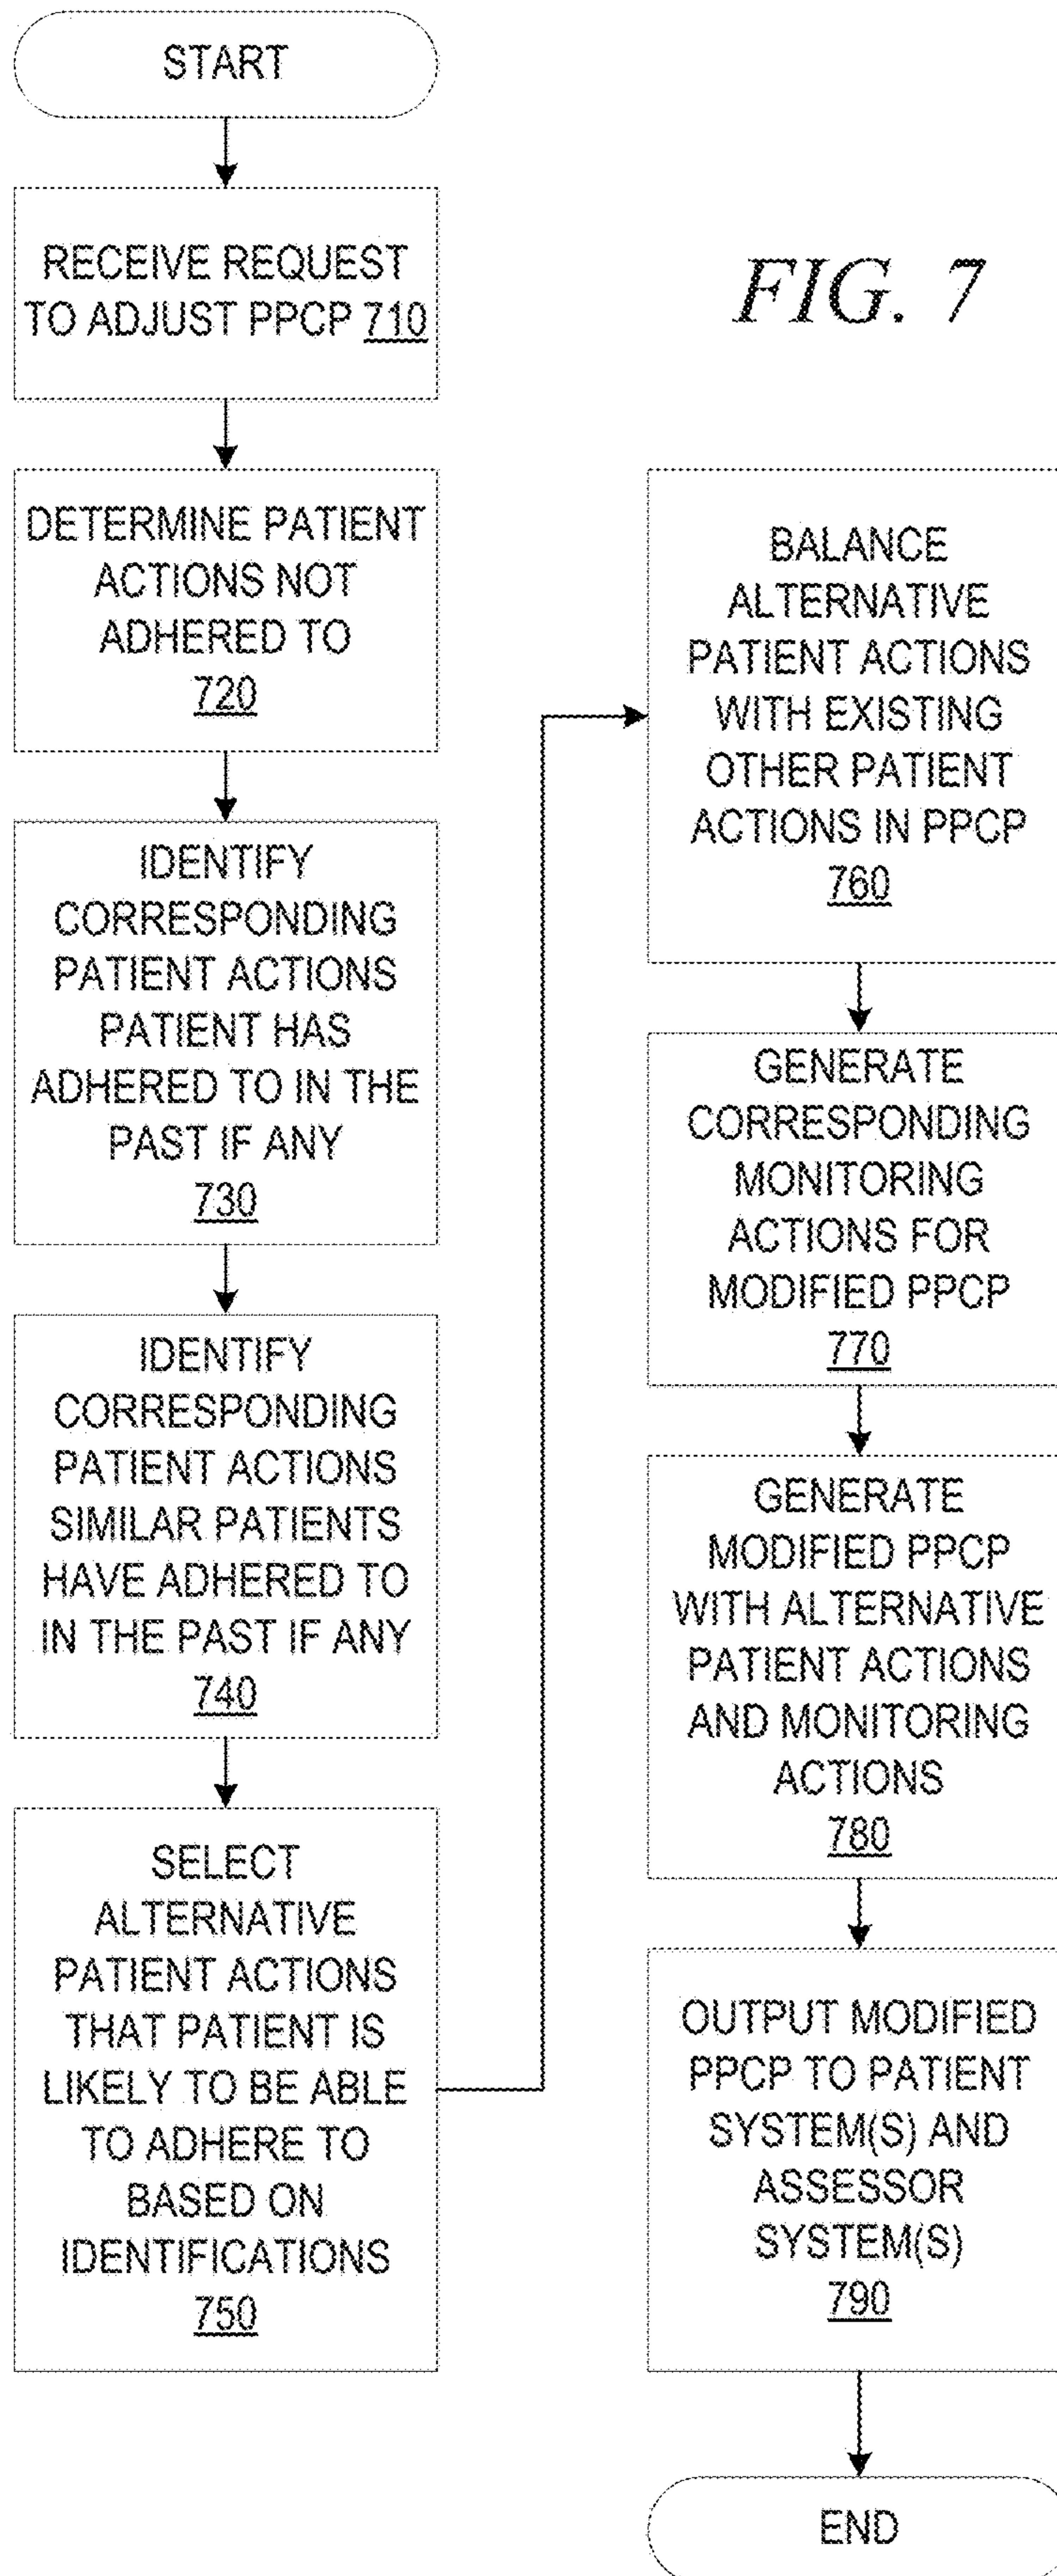 START
RECEIVE REQUEST
TO ADJUST PPCP 710
FIG. 7
DETERMINE PATIENT
ACTIONS NOT
ADHERED TO
720
IDENTIFY
CORRESPONDING
PATIENT ACTIONS
PATIENT HAS
ADHERED TO IN THE
PAST IF ANY
730
IDENTIFY
CORRESPONDING
PATIENT ACTIONS
SIMILAR PATIENTS
HAVE ADHERED TO
IN THE PAST IF ANY
740
SELECT
ALTERNATIVE
PATIENT ACTIONS
THAT PATIENT IS
LIKELY TO BE ABLE
TO ADHERE TO
BASED ON
IDENTIFICATIONS
750
BALANCE
ALTERNATIVE
PATIENT ACTIONS
WITH EXISTING
OTHER PATIENT
ACTIONS IN PPCP
760
GENERATE
CORRESPONDING
MONITORING
ACTIONS FOR
MODIFIED PPCP
770
GENERATE
MODIFIED PPCP
WITH ALTERNATIVE
PATIENT ACTIONS
AND MONITORING
ACTIONS
780
OUTPUT MODIFIED
PPCP TO PATIENT
SYSTEM(S) AND
ASSESSOR
SYSTEM(S)
790
END